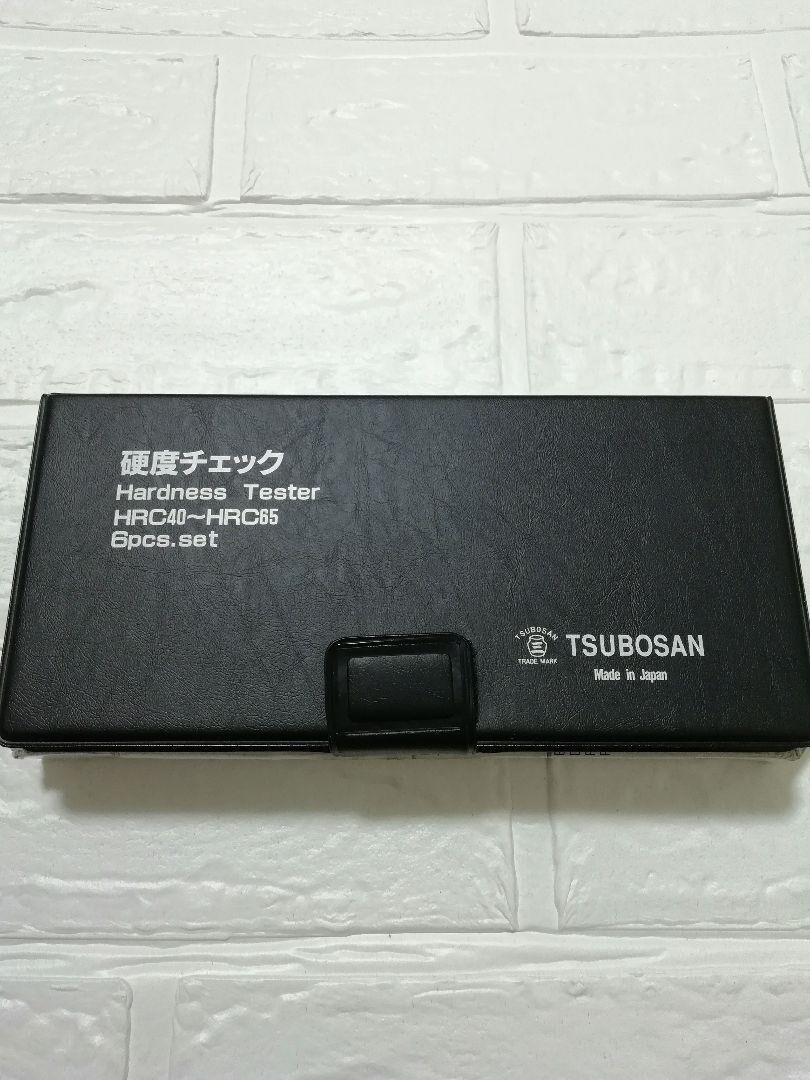 硬度チェック
Hardness Tester
HRC40～HRC65
6pcs.set
TSUBOSAN
TRADE MARK
TSUBOSAN
Made in Japan